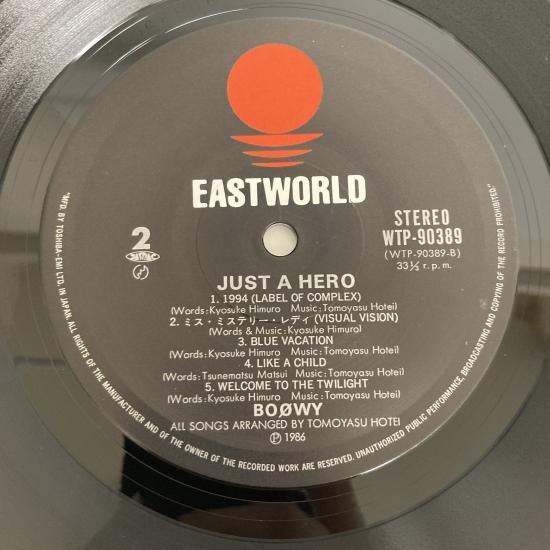 EASTWORLD
2
STEREO
WTP-90389
(WTP-90389-B)
33⅓ r.p.m.
JUST A HERO
1. 1994 (LABEL OF COMPLEX)
(Words:Kyosuke Himuro Music:Tomoyasu Hotei)
2. ミス・ミステリー・レディ (VISUAL VISION)
(Words & Music:Kyosuke Himuro)
3. BLUE VACATION
(Words:Kyosuke Himuro Music:Tomoyasu Hotei)
4. LIKE A CHILD
(Words:Tsunematsu Matsui Music:Tomoyasu Hotei)
5. WELCOME TO THE TWILIGHT
(Words:Kyosuke Himuro Music:Tomoyasu Hotei)
BOØWY
ALL SONGS ARRANGED BY TOMOYASU HOTEI
Ⓟ 1986
"MFD. BY TOSHIBA-EMI LTD. IN JAPAN. ALL RIGHTS OF THE MANUFACTURER AND OF THE OWNER OF THE RECORDED WORK ARE RESERVED. UNAUTHORIZED PUBLIC PERFORMANCE, BROADCASTING AND COPYING OF THE RECORD PROHIBITED."